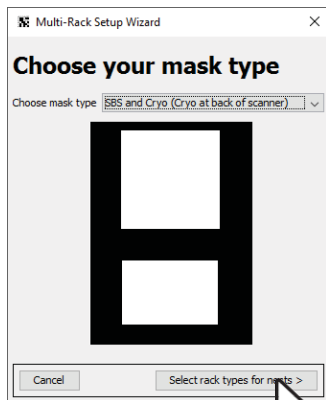 Multi-Rack Setup Wizard
Choose your mask type
Choose mask type SBS and Cryo (Cryo at back of scanner)
Cancel Select rack types for nests >